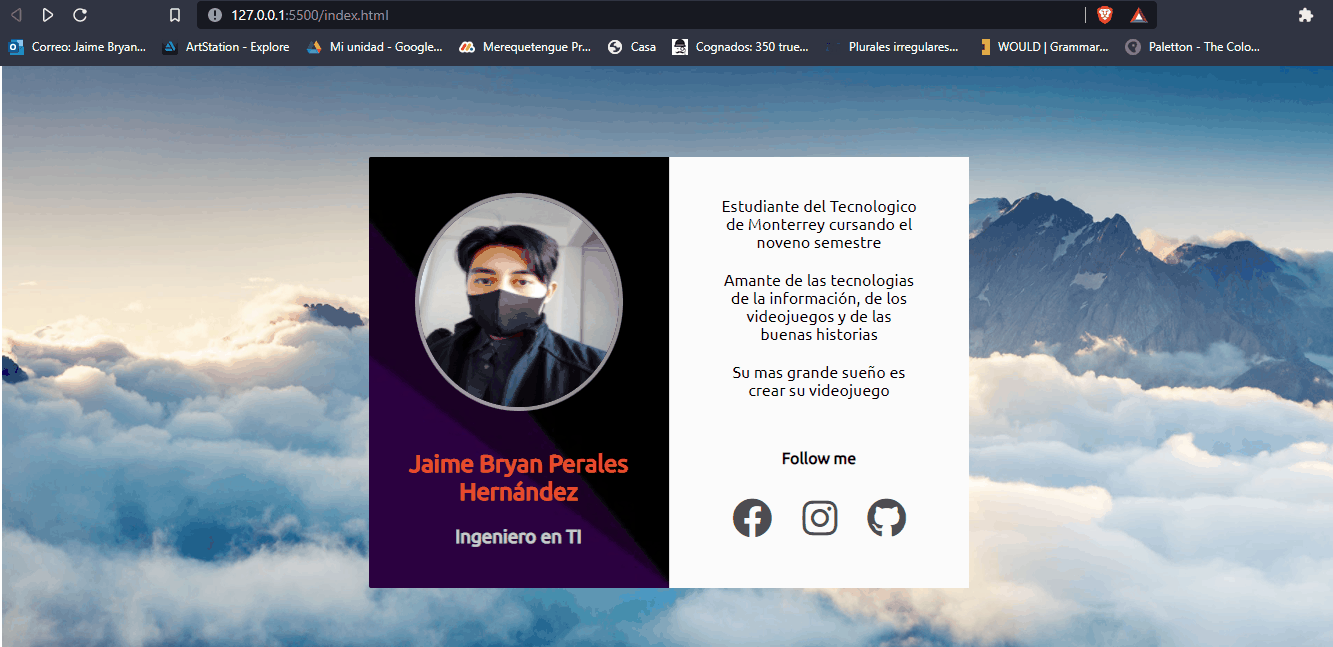 127.0.0.1:5500/index.html
Correo: Jaime Bryan...
ArtStation - Explore
Mi unidad - Google...
Merequetengue Pr...
Casa
Cognados: 350 true...
Plurales irregulares...
WOULD | Grammar...
Paletton - The Colo...
Jaime Bryan Perales
Hernández
Ingeniero en TI
Estudiante del Tecnologico
de Monterrey cursando el
noveno semestre
Amante de las tecnologias
de la información, de los
videojuegos y de las
buenas historias
Su mas grande sueño es
crear su videojuego
Follow me